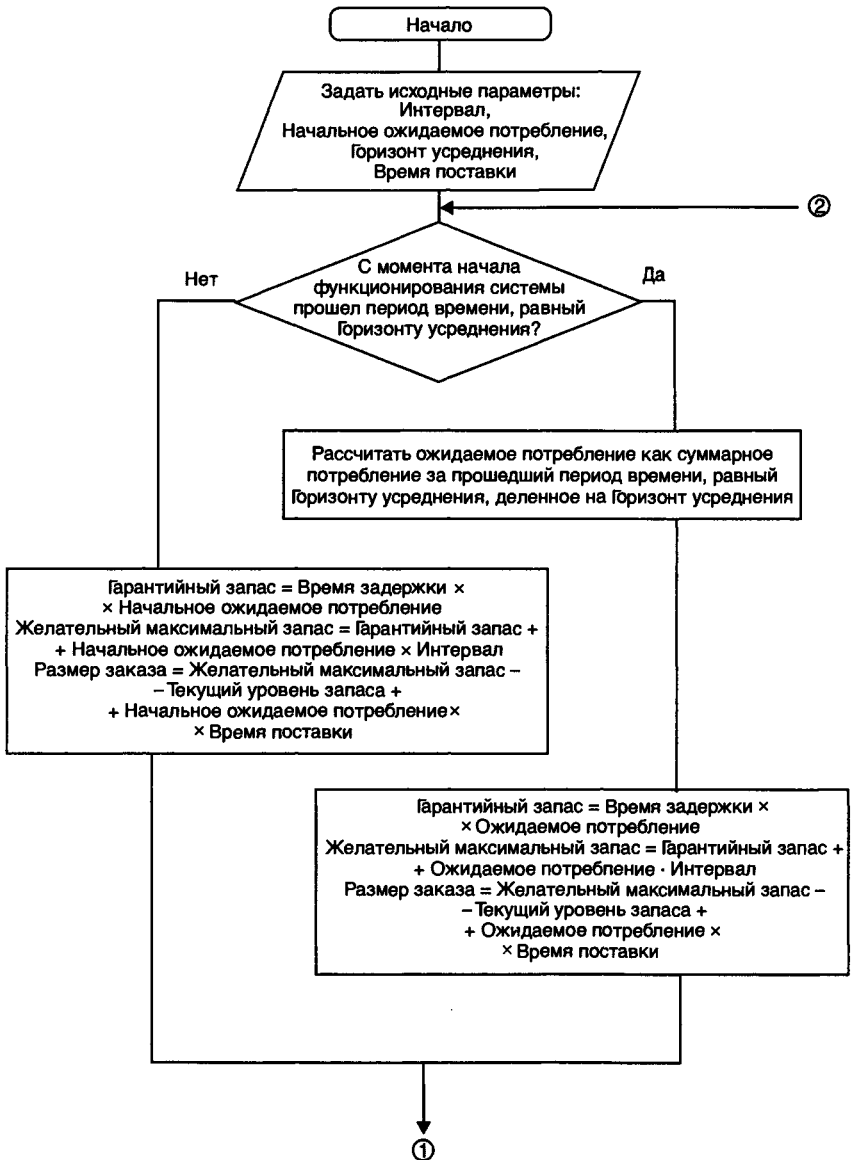 Начало
Задать исходные параметры:
Интервал,
Начальное ожидаемое потребление,
Горизонт усреднения,
Время поставки
②
С момента начала
функционирования системы
прошел период времени, равный
Горизонту усреднения?
Нет
Да
Рассчитать ожидаемое потребление как суммарное
потребление за прошедший период времени, равный
Горизонту усреднения, деленное на Горизонт усреднения
Гарантийный запас = Время задержки ×
× Начальное ожидаемое потребление
Желательный максимальный запас = Гарантийный запас +
+ Начальное ожидаемое потребление × Интервал
Размер заказа = Желательный максимальный запас –
– Текущий уровень запаса +
+ Начальное ожидаемое потребление×
× Время поставки
Гарантийный запас = Время задержки ×
× Ожидаемое потребление
Желательный максимальный запас = Гарантийный запас +
+ Ожидаемое потребление · Интервал
Размер заказа = Желательный максимальный запас –
– Текущий уровень запаса +
+ Ожидаемое потребление ×
× Время поставки
①